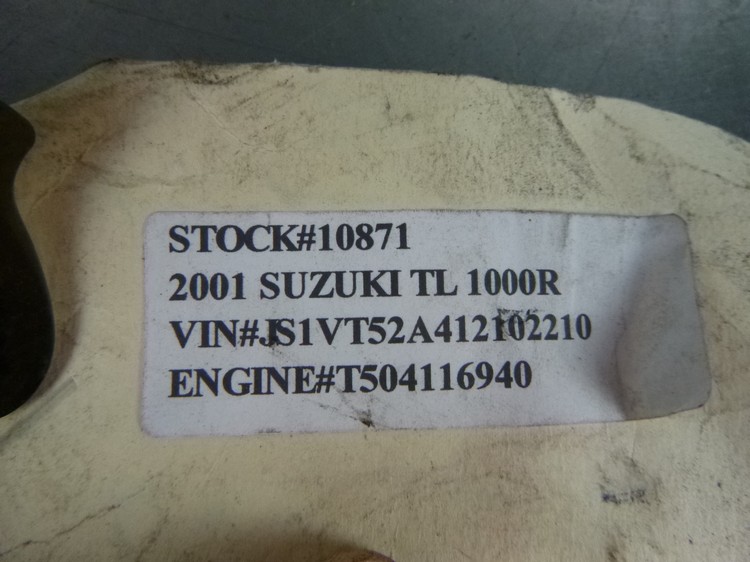 STOCK#10871
2001 SUZUKI TL 1000R
VIN#JS1VT52A412102210
ENGINE#T504116940